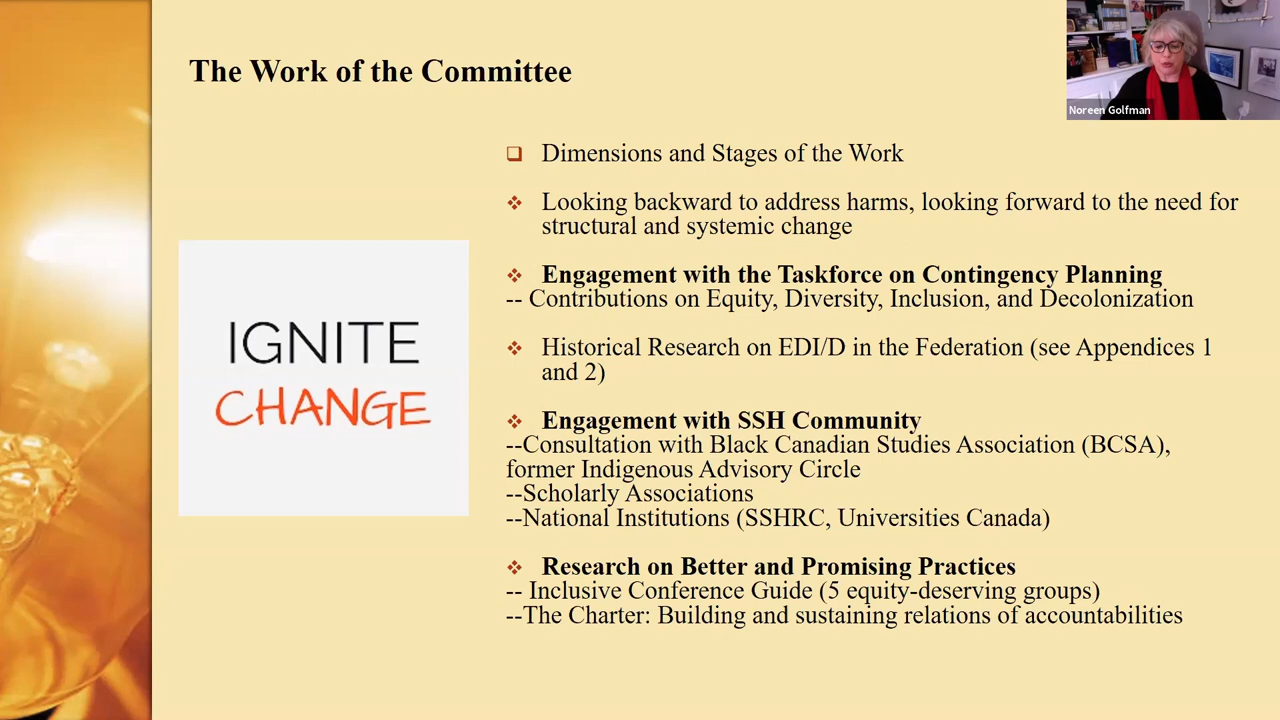 The Work of the Committee
Noreen Golfman
Dimensions and Stages of the Work
Looking backward to address harms, looking forward to the need for
structural and systemic change
Engagement with the Taskforce on Contingency Planning
-- Contributions on Equity, Diversity, Inclusion, and Decolonization
Historical Research on EDI/D in the Federation (see Appendices 1
and 2)
Engagement with SSH Community
--Consultation with Black Canadian Studies Association (BCSA),
former Indigenous Advisory Circle
--Scholarly Associations
--National Institutions (SSHRC, Universities Canada)
Research on Better and Promising Practices
-- Inclusive Conference Guide (5 equity-deserving groups)
--The Charter: Building and sustaining relations of accountabilities
IGNITE
CHANGE